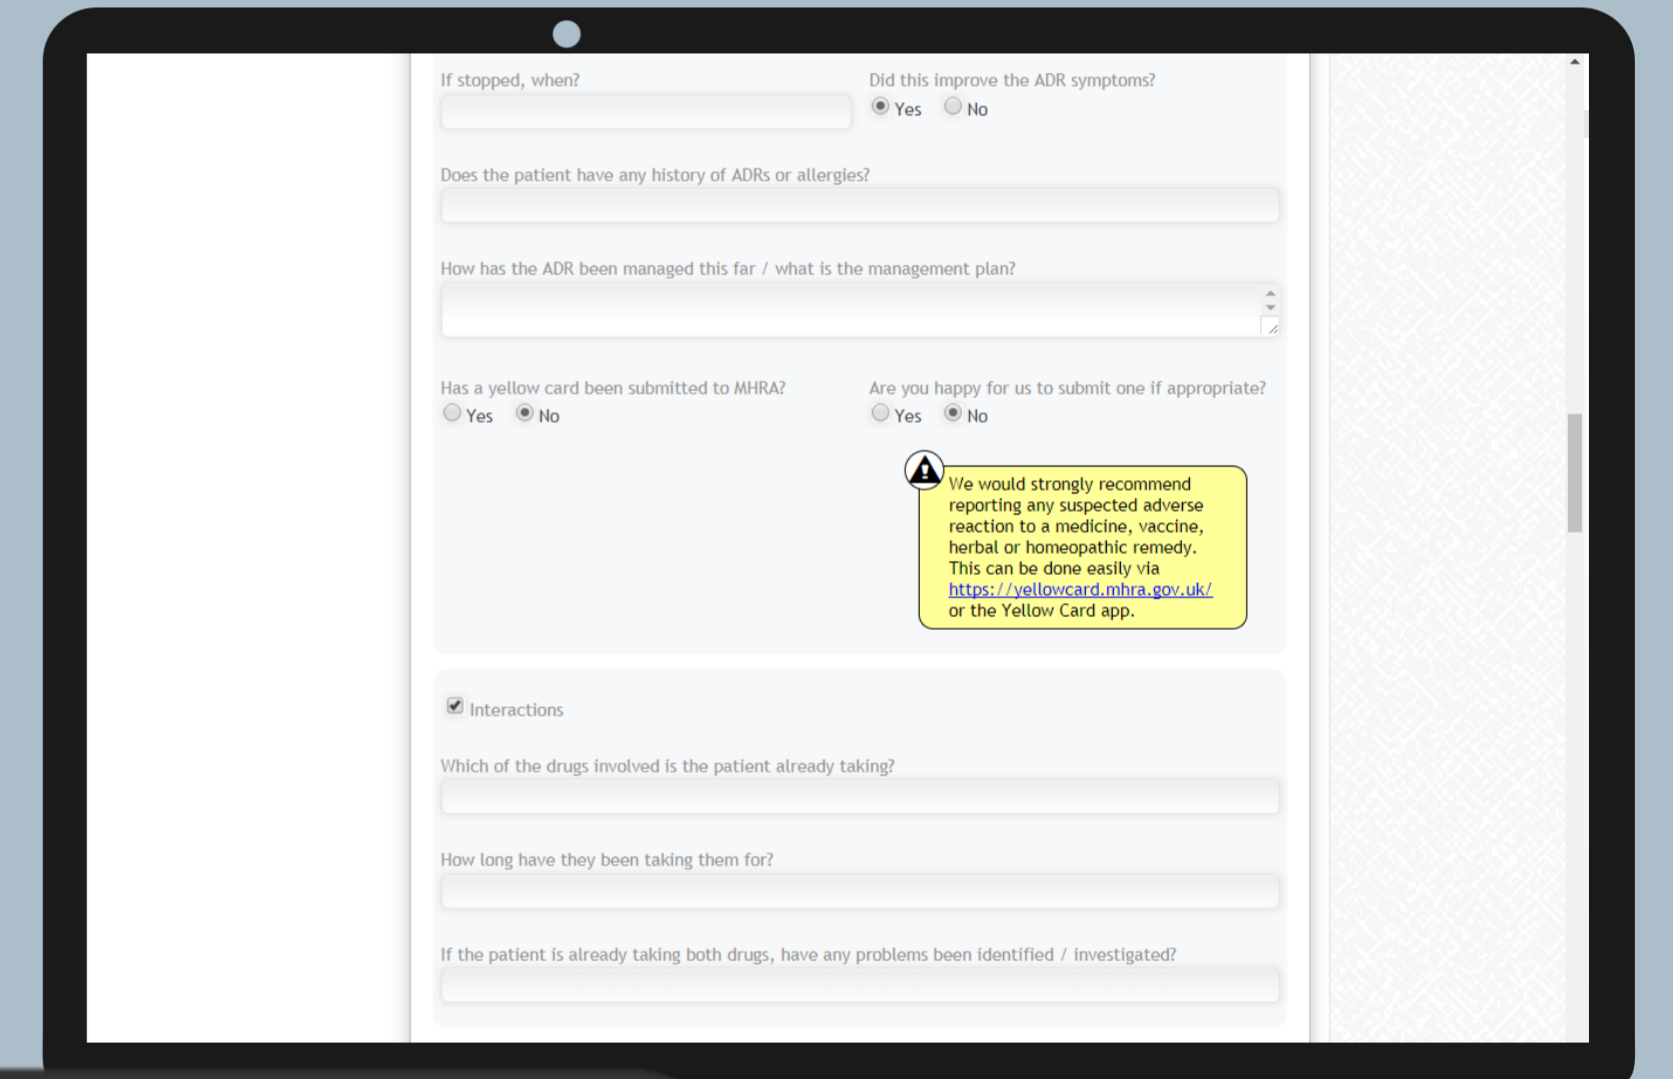 If stopped, when?
Did this improve the ADR symptoms?
Yes No
Does the patient have any history of ADRs or allergies?
How has the ADR been managed this far / what is the management plan?
Has a yellow card been submitted to MHRA?
Yes No
Are you happy for us to submit one if appropriate?
Yes No
We would strongly recommend
reporting any suspected adverse
reaction to a medicine, vaccine,
herbal or homeopathic remedy.
This can be done easily via
https://yellowcard.mhra.gov.uk/
or the Yellow Card app.
Interactions
Which of the drugs involved is the patient already taking?
How long have they been taking them for?
If the patient is already taking both drugs, have any problems been identified / investigated?